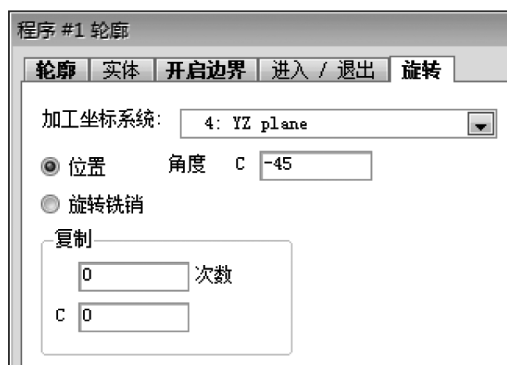 程序 #1 轮廓
轮廓 实体 开启边界 进入 / 退出 旋转
加工坐标系统: 4: YZ plane
位置 角度 C -45
旋转铣销
复制
0 次数
C 0